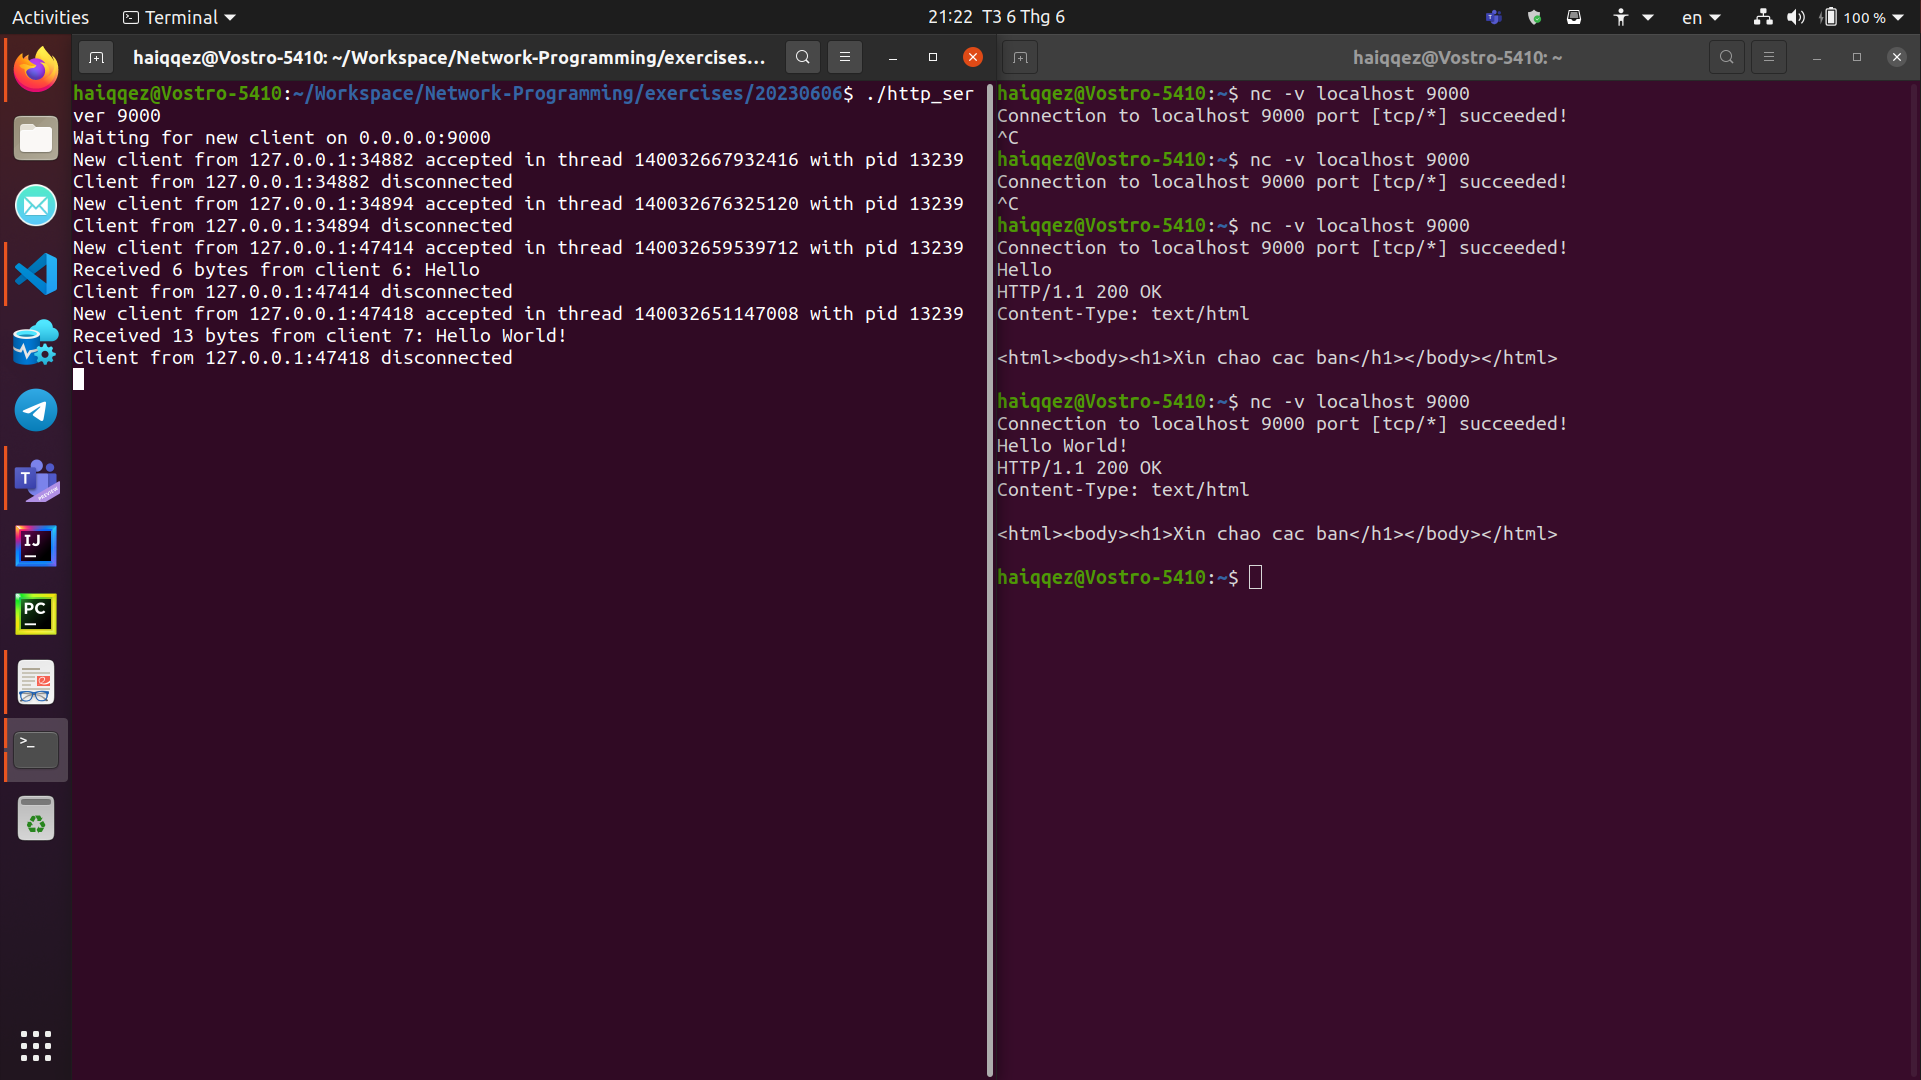 Activities
Terminal
21:22 T3 6 Thg 6
en
100 %
haiqqez@Vostro-5410: ~/Workspace/Network-Programming/exercises...
haiqqez@Vostro-5410:~/Workspace/Network-Programming/exercises/20230606$ ./http_ser
ver 9000
Waiting for new client on 0.0.0.0:9000
New client from 127.0.0.1:34882 accepted in thread 140032667932416 with pid 13239
Client from 127.0.0.1:34882 disconnected
New client from 127.0.0.1:34894 accepted in thread 140032676325120 with pid 13239
Client from 127.0.0.1:34894 disconnected
New client from 127.0.0.1:47414 accepted in thread 140032659539712 with pid 13239
Received 6 bytes from client 6: Hello
Client from 127.0.0.1:47414 disconnected
New client from 127.0.0.1:47418 accepted in thread 140032651147008 with pid 13239
Received 13 bytes from client 7: Hello World!
Client from 127.0.0.1:47418 disconnected
haiqqez@Vostro-5410: ~
haiqqez@Vostro-5410:~$ nc -v localhost 9000
Connection to localhost 9000 port [tcp/*] succeeded!
^C
haiqqez@Vostro-5410:~$ nc -v localhost 9000
Connection to localhost 9000 port [tcp/*] succeeded!
^C
haiqqez@Vostro-5410:~$ nc -v localhost 9000
Connection to localhost 9000 port [tcp/*] succeeded!
Hello
HTTP/1.1 200 OK
Content-Type: text/html
<html><body><h1>Xin chao cac ban</h1></body></html>
haiqqez@Vostro-5410:~$ nc -v localhost 9000
Connection to localhost 9000 port [tcp/*] succeeded!
Hello World!
HTTP/1.1 200 OK
Content-Type: text/html
<html><body><h1>Xin chao cac ban</h1></body></html>
haiqqez@Vostro-5410:~$
T
PREVIEW
IJ
PC
>_